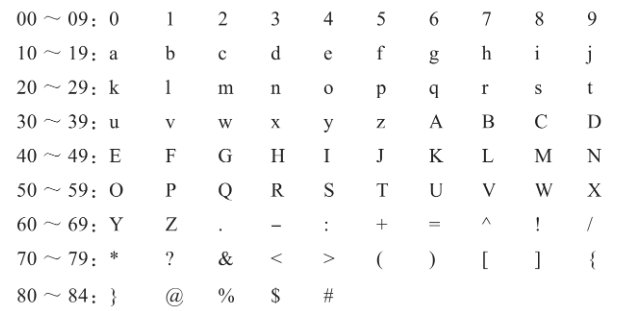 00 ～ 09: 0 1 2 3 4 5 6 7 8 9
10 ～ 19: a b c d e f g h i j
20 ～ 29: k l m n o p q r s t
30 ～ 39: u v w x y z A B C D
40 ～ 49: E F G H I J K L M N
50 ～ 59: O P Q R S T U V W X
60 ～ 69: Y Z . – : + = ^ ! /
70 ～ 79: * ? & < > ( ) [ ] {
80 ～ 84: } @ % $ #